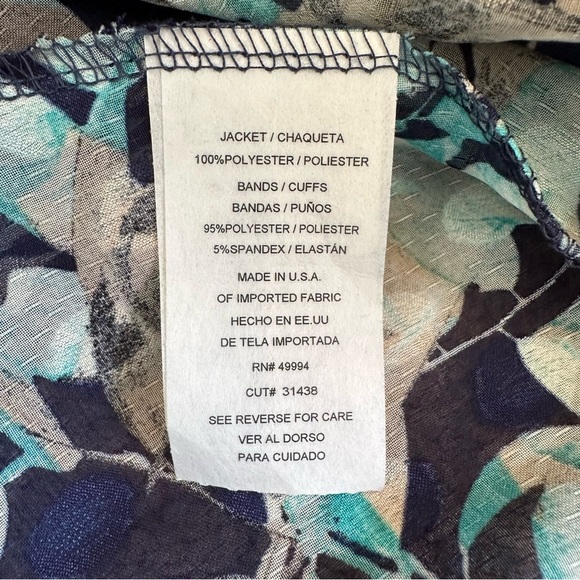 JACKET / CHAQUETA
100%POLYESTER / POLIESTER
BANDS / CUFFS
BANDAS / PUÑOS
95%POLYESTER / POLIESTER
5%SPANDEX / ELASTÁN
MADE IN U.S.A.
OF IMPORTED FABRIC
HECHO EN EE.UU
DE TELA IMPORTADA
RN# 49994
CUT# 31438
SEE REVERSE FOR CARE
VER AL DORSO
PARA CUIDADO